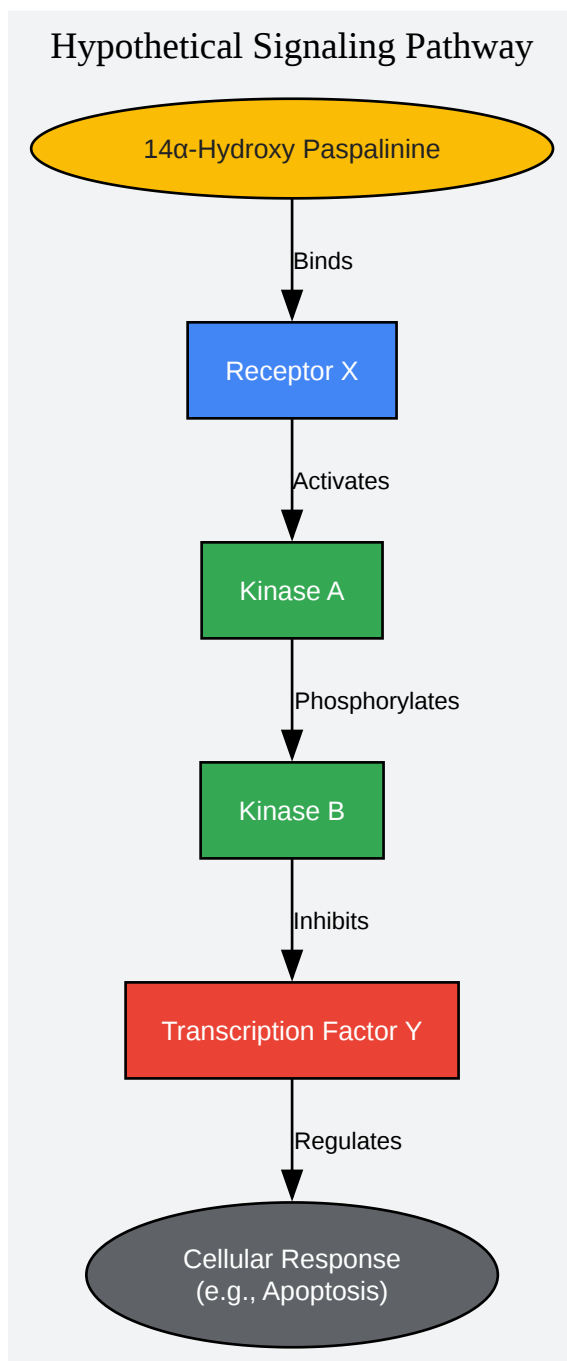 Hypothetical Signaling Pathway
14α-Hydroxy Paspalinine
Binds
Receptor X
Activates
Kinase A
Phosphorylates
Kinase B
Inhibits
Transcription Factor Y
Regulates
Cellular Response
(e.g., Apoptosis)